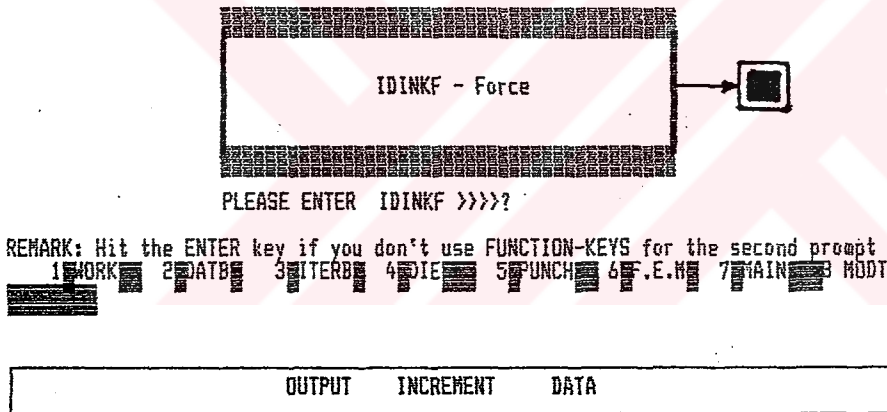 IDINKF - Force
PLEASE ENTER IDINKF >>>>?
REMARK: Hit the ENTER key if you don't use FUNCTION-KEYS for the second prompt
1 WORK 2 DATB 3 ITERB 4 DIE 5 PUNCH 6 F.E.M 7 MAIN 8 MODT
OUTPUT INCREMENT DATA